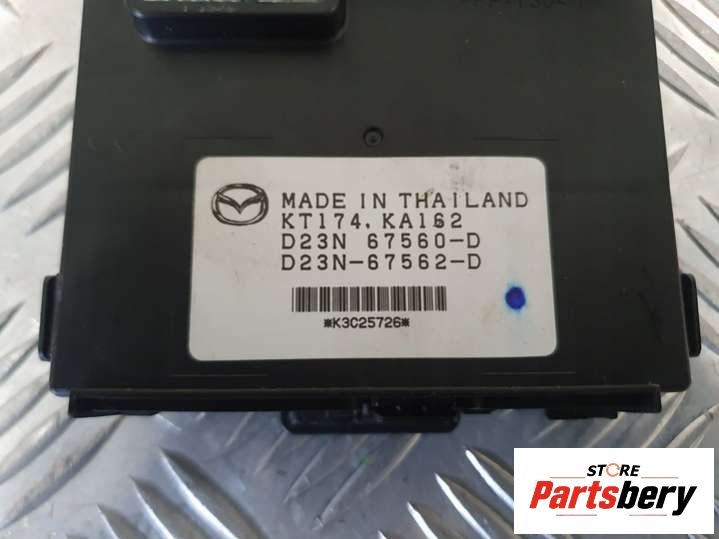 MADE IN THAILAND
KT174, KA162
D23N 67560-D
D23N-67562-D
*K3C25726*
STORE
Partsbery